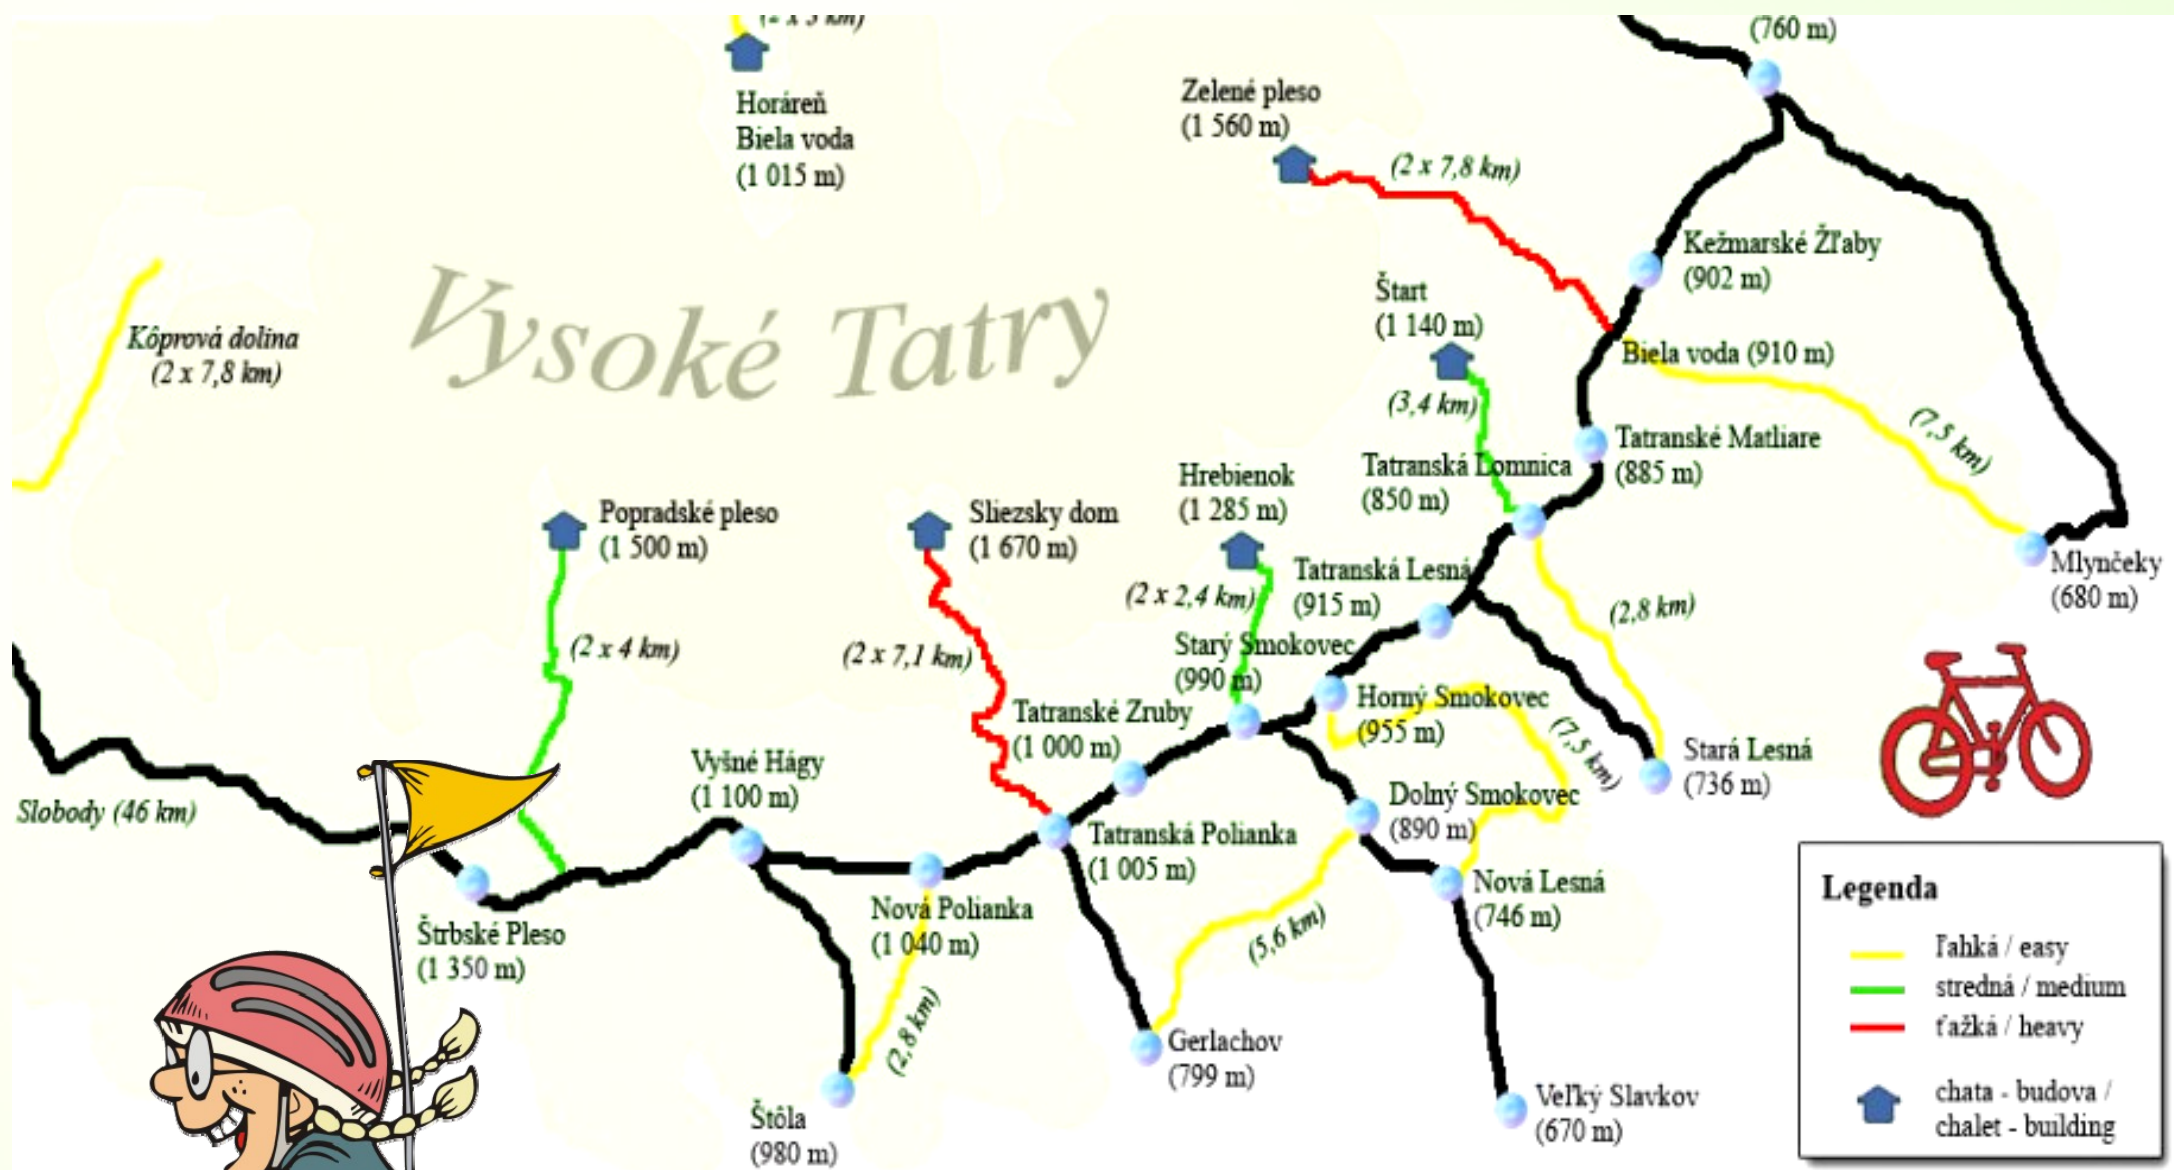 (760 m)
(2 x 3 km)
Horáreň
Biela voda
(1 015 m)
Zelené pleso
(1 560 m)
(2 x 7,8 km)
Kežmarské Žľaby
(902 m)
Štart
(1 140 m)
Kôprová dolina
(2 x 7,8 km)
Vysoké Tatry
Biela voda (910 m)
(3,4 km)
(7,5 km)
Tatranské Matliare
(885 m)
Tatranská Lomnica
(850 m)
Hrebienok
(1 285 m)
Popradské pleso
(1 500 m)
Sliezsky dom
(1 670 m)
Mlynčeky
(680 m)
Tatranská Lesná
(915 m)
(2 x 2,4 km)
(2,8 km)
(2 x 4 km)
(2 x 7,1 km)
Starý Smokovec
(990 m)
Horný Smokovec
(955 m)
(7,5 km)
Tatranské Zruby
(1 000 m)
Stará Lesná
(736 m)
Vyšné Hágy
(1 100 m)
Dolný Smokovec
(890 m)
Slobody (46 km)
Tatranská Polianka
(1 005 m)
Nová Lesná
(746 m)
Nová Polianka
(1 040 m)
(5,6 km)
Štrbské Pleso
(1 350 m)
(2,8 km)
Gerlachov
(799 m)
Štôla
(980 m)
Veľký Slavkov
(670 m)
Legenda
ľahká / easy
stredná / medium
ťažká / heavy
chata - budova /
chalet - building